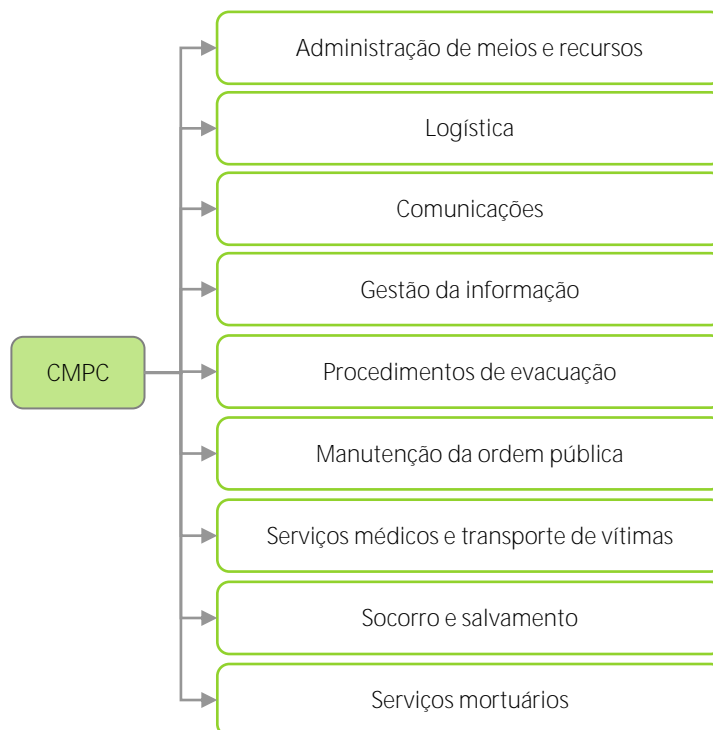 Administração de meios e recursos
Logística
Comunicações
Gestão da informação
CMPC
Procedimentos de evacuação
Manutenção da ordem pública
Serviços médicos e transporte de vítimas
Socorro e salvamento
Serviços mortuários